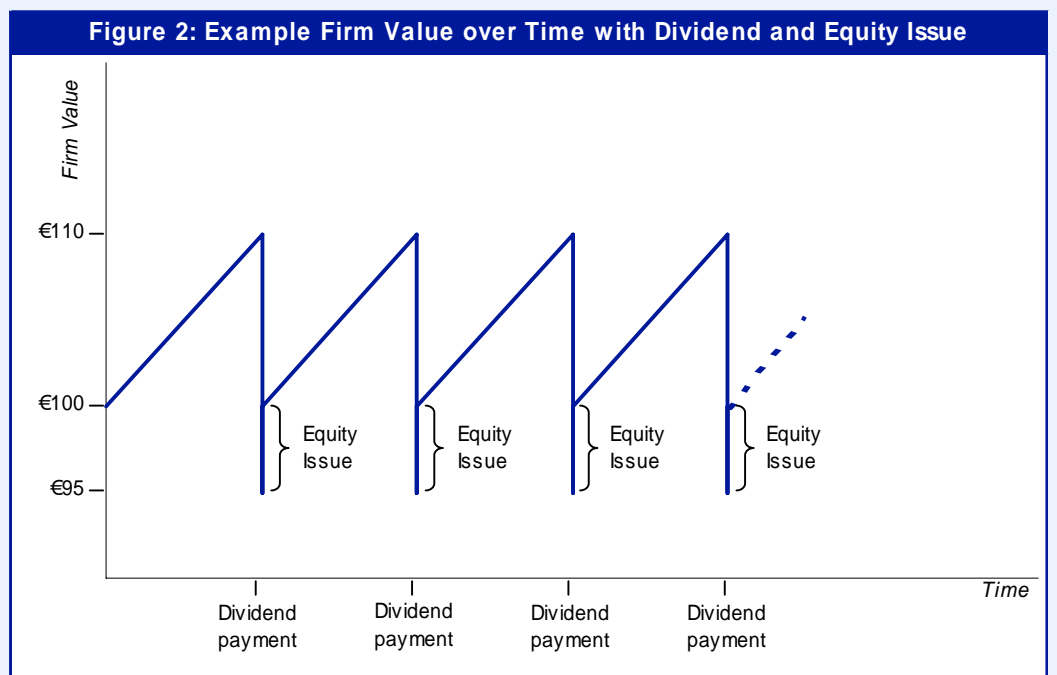 Figure 2: Example Firm Value over Time with Dividend and Equity Issue
Firm Value
€110
€100
€95
Equity
Issue
Equity
Issue
Equity
Issue
Equity
Issue
Time
Dividend
payment
Dividend
payment
Dividend
payment
Dividend
payment